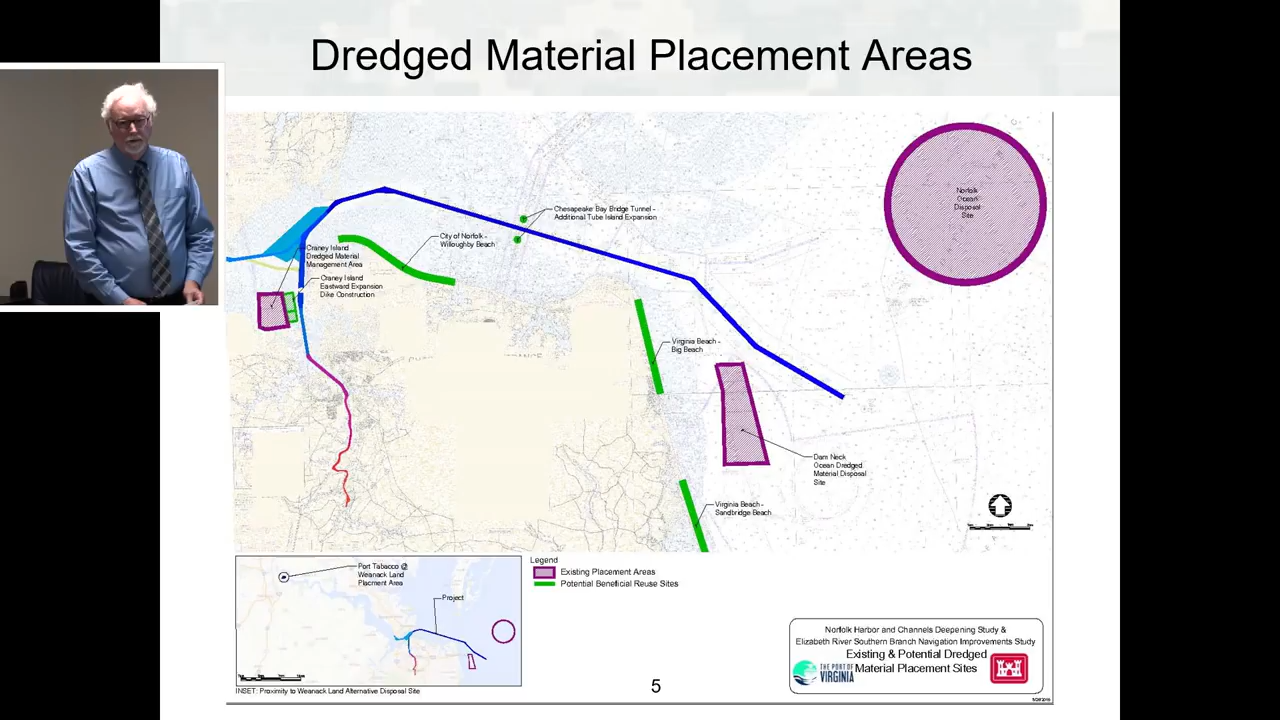 Dredged Material Placement Areas
Norfolk
Ocean
Disposal
Site
Chesapeake Bay Bridge Tunnel -
Additional Tube Island Expansion
City of Norfolk -
Willoughby Beach
Craney Island
Dredged Material
Management Area
Craney Island
Eastward Expansion
Dike Construction
Virginia Beach -
Big Beach
Dam Neck
Ocean Dredged
Material Disposal
Site
Virginia Beach -
Sandbridge Beach
Port Tabacco @
Weanack Land
Placment Area
Project
INSET: Proximity to Weanack Land Alternative Disposal Site
Legend
Existing Placement Areas
Potential Beneficial Reuse Sites
5
Norfolk Harbor and Channels Deepening Study &
Elizabeth River Southern Branch Navigation Improvements Study
Existing & Potential Dredged
Material Placement Sites
THE PORT OF
VIRGINIA